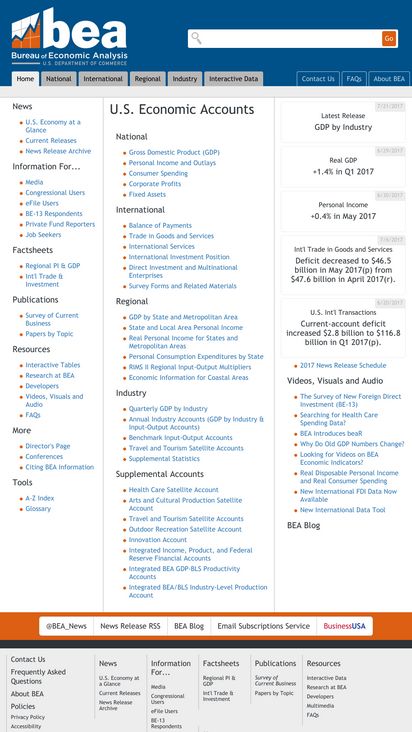 bea
Bureau of Economic Analysis
U.S. DEPARTMENT OF COMMERCE
Go
Home
National
International
Regional
Industry
Interactive Data
Contact Us
FAQs
About BEA
News
U.S. Economy at a
Glance
Current Releases
News Release Archive
Information For...
Media
Congressional Users
eFile Users
BE-13 Respondents
Private Fund Reporters
Job Seekers
Factsheets
Regional PI & GDP
Int'l Trade &
Investment
Publications
Survey of Current
Business
Papers by Topic
Resources
Interactive Tables
Research at BEA
Developers
Videos, Visuals and
Audio
FAQs
More
Director's Page
Conferences
Citing BEA Information
Tools
A-Z Index
Glossary
U.S. Economic Accounts
National
Gross Domestic Product (GDP)
Personal Income and Outlays
Consumer Spending
Corporate Profits
Fixed Assets
International
Balance of Payments
Trade in Goods and Services
International Services
International Investment Position
Direct Investment and Multinational
Enterprises
Survey Forms and Related Materials
Regional
GDP by State and Metropolitan Area
State and Local Area Personal Income
Real Personal Income for States and
Metropolitan Areas
Personal Consumption Expenditures by State
RIMS II Regional Input-Output Multipliers
Economic Information for Coastal Areas
Industry
Quarterly GDP by Industry
Annual Industry Accounts (GDP by Industry &
Input-Output Accounts)
Benchmark Input-Output Accounts
Travel and Tourism Satellite Accounts
Supplemental Statistics
Supplemental Accounts
Health Care Satellite Account
Arts and Cultural Production Satellite
Account
Travel and Tourism Satellite Accounts
Outdoor Recreation Satellite Account
Innovation Account
Integrated Income, Product, and Federal
Reserve Financial Accounts
Integrated BEA GDP-BLS Productivity
Accounts
Integrated BEA/BLS Industry-Level Production
Account
7/21/2017
Latest Release
GDP by Industry
6/29/2017
Real GDP
+1.4% in Q1 2017
6/30/2017
Personal Income
+0.4% in May 2017
7/6/2017
Int'l Trade in Goods and Services
Deficit decreased to $46.5
billion in May 2017(p) from
$47.6 billion in April 2017(r).
6/20/2017
U.S. Int'l Transactions
Current-account deficit
increased $2.8 billion to $116.8
billion in Q1 2017(p).
2017 News Release Schedule
Videos, Visuals and Audio
The Survey of New Foreign Direct
Investment (BE-13)
Searching for Health Care
Spending Data?
BEA Introduces beaR
Why Do Old GDP Numbers Change?
Looking for Videos on BEA
Economic Indicators?
Real Disposable Personal Income
and Real Consumer Spending
New International FDI Data Now
Available
New International Data Tool
BEA Blog
@BEA_News
News Release RSS
BEA Blog
Email Subscriptions Service
BusinessUSA
Contact Us
Frequently Asked
Questions
About BEA
Policies
Privacy Policy
Accessibility
News
U.S. Economy at a
Glance
Current Releases
News Release
Archive
Information
For...
Media
Congressional
Users
eFile Users
BE-13
Respondents
Factsheets
Regional PI &
GDP
Int'l Trade &
Investment
Publications
Survey of
Current Business
Papers by Topic
Resources
Interactive Data
Research at BEA
Developers
Multimedia
FAQs